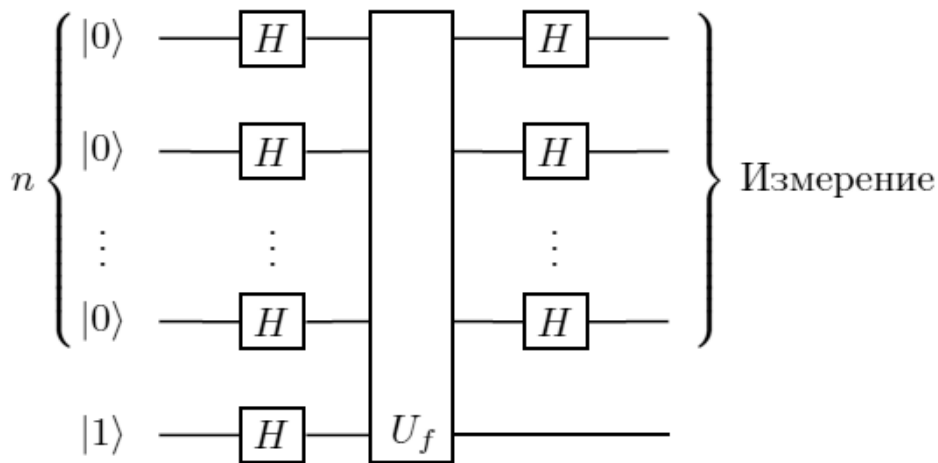 |0⟩ H H
|0⟩ H H
n Измерение
⋮ ⋮ ⋮
|0⟩ H H
|1⟩ H U_f